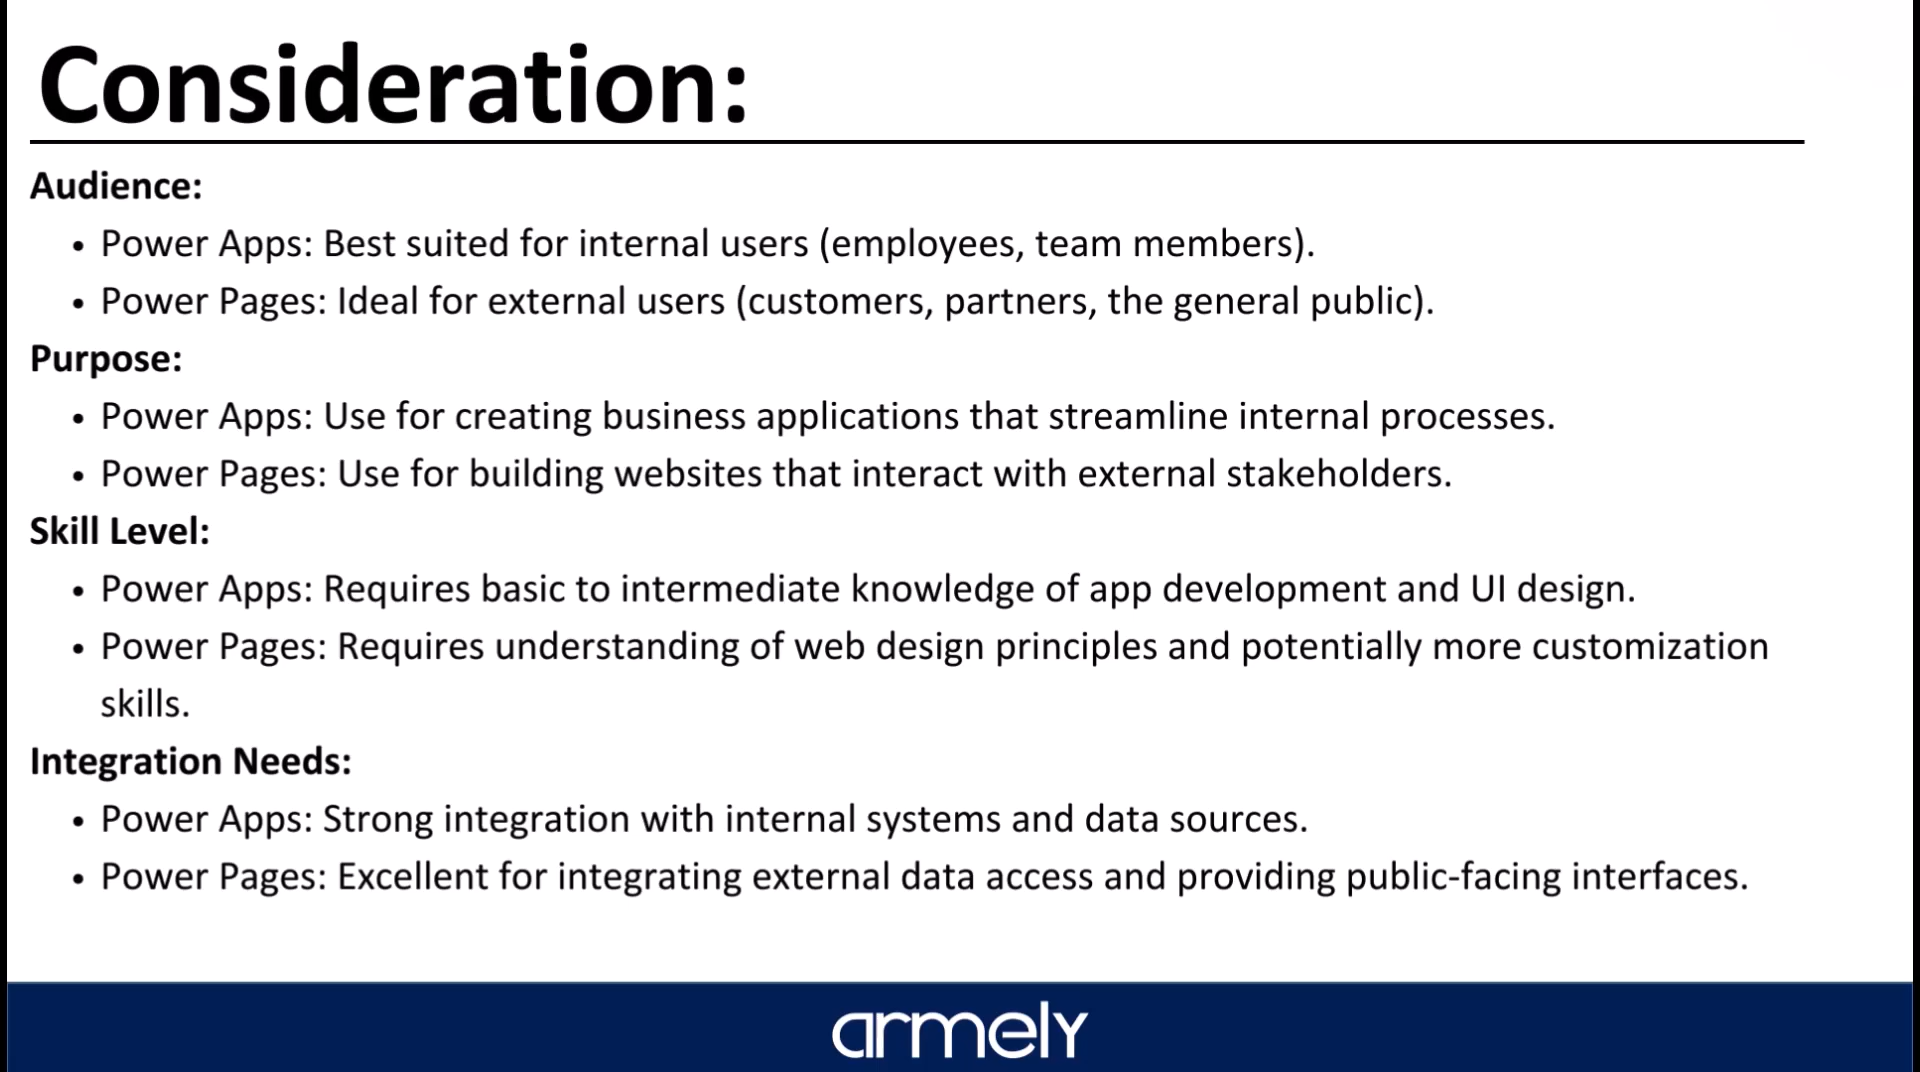 Consideration:
Audience:
• Power Apps: Best suited for internal users (employees, team members).
• Power Pages: Ideal for external users (customers, partners, the general public).
Purpose:
• Power Apps: Use for creating business applications that streamline internal processes.
• Power Pages: Use for building websites that interact with external stakeholders.
Skill Level:
• Power Apps: Requires basic to intermediate knowledge of app development and UI design.
• Power Pages: Requires understanding of web design principles and potentially more customization
skills.
Integration Needs:
• Power Apps: Strong integration with internal systems and data sources.
• Power Pages: Excellent for integrating external data access and providing public-facing interfaces.
armely